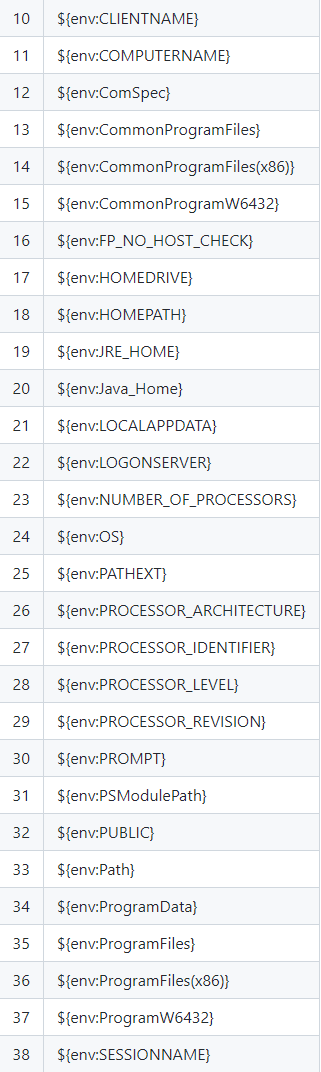 10 ${env:CLIENTNAME}
11 ${env:COMPUTERNAME}
12 ${env:ComSpec}
13 ${env:CommonProgramFiles}
14 ${env:CommonProgramFiles(x86)}
15 ${env:CommonProgramW6432}
16 ${env:FP_NO_HOST_CHECK}
17 ${env:HOMEDRIVE}
18 ${env:HOMEPATH}
19 ${env:JRE_HOME}
20 ${env:Java_Home}
21 ${env:LOCALAPPDATA}
22 ${env:LOGONSERVER}
23 ${env:NUMBER_OF_PROCESSORS}
24 ${env:OS}
25 ${env:PATHEXT}
26 ${env:PROCESSOR_ARCHITECTURE}
27 ${env:PROCESSOR_IDENTIFIER}
28 ${env:PROCESSOR_LEVEL}
29 ${env:PROCESSOR_REVISION}
30 ${env:PROMPT}
31 ${env:PSModulePath}
32 ${env:PUBLIC}
33 ${env:Path}
34 ${env:ProgramData}
35 ${env:ProgramFiles}
36 ${env:ProgramFiles(x86)}
37 ${env:ProgramW6432}
38 ${env:SESSIONNAME}